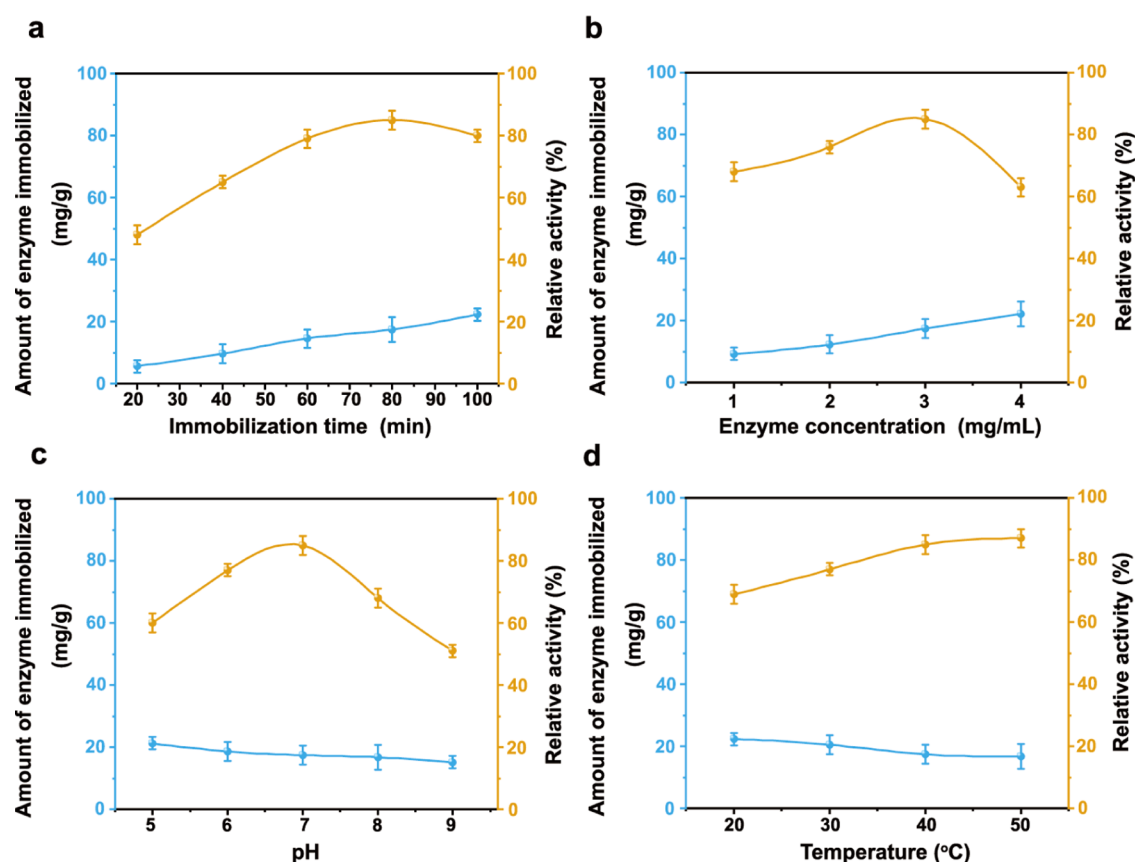 a
Amount of enzyme immobilized
(mg/g)
100
80
60
40
20
0
100
80
60
40
20
0
Relative activity (%)
20 30 40 50 60 70 80 90 100
Immobilization time (min)
b
Amount of enzyme immobilized
(mg/g)
100
80
60
40
20
0
100
80
60
40
20
0
Relative activity (%)
1 2 3 4
Enzyme concentration (mg/mL)
c
Amount of enzyme immobilized
(mg/g)
100
80
60
40
20
0
100
80
60
40
20
0
Relative activity (%)
5 6 7 8 9
pH
d
Amount of enzyme immobilized
(mg/g)
100
80
60
40
20
0
100
80
60
40
20
0
Relative activity (%)
20 30 40 50
Temperature (°C)